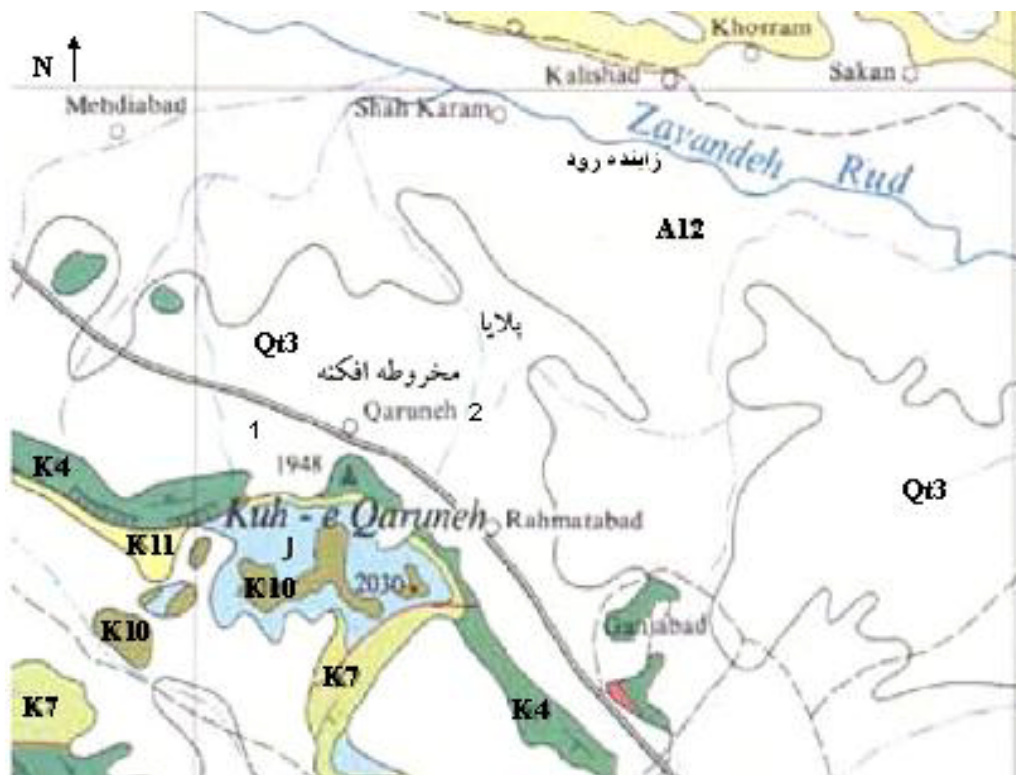 Khorram
N
Kalishad
Sakan
Mehdiabad
Shah Karam
Zayandeh Rud
زاینده رود
A12
پلایا
Qt3
مخروطه افکنه
Qaruneh
2
1
K4
1948
Qt3
Kuh - e Qaruneh
Rahmatabad
K11
J
K10
2030
K10
Ganjabad
K7
K7
K4